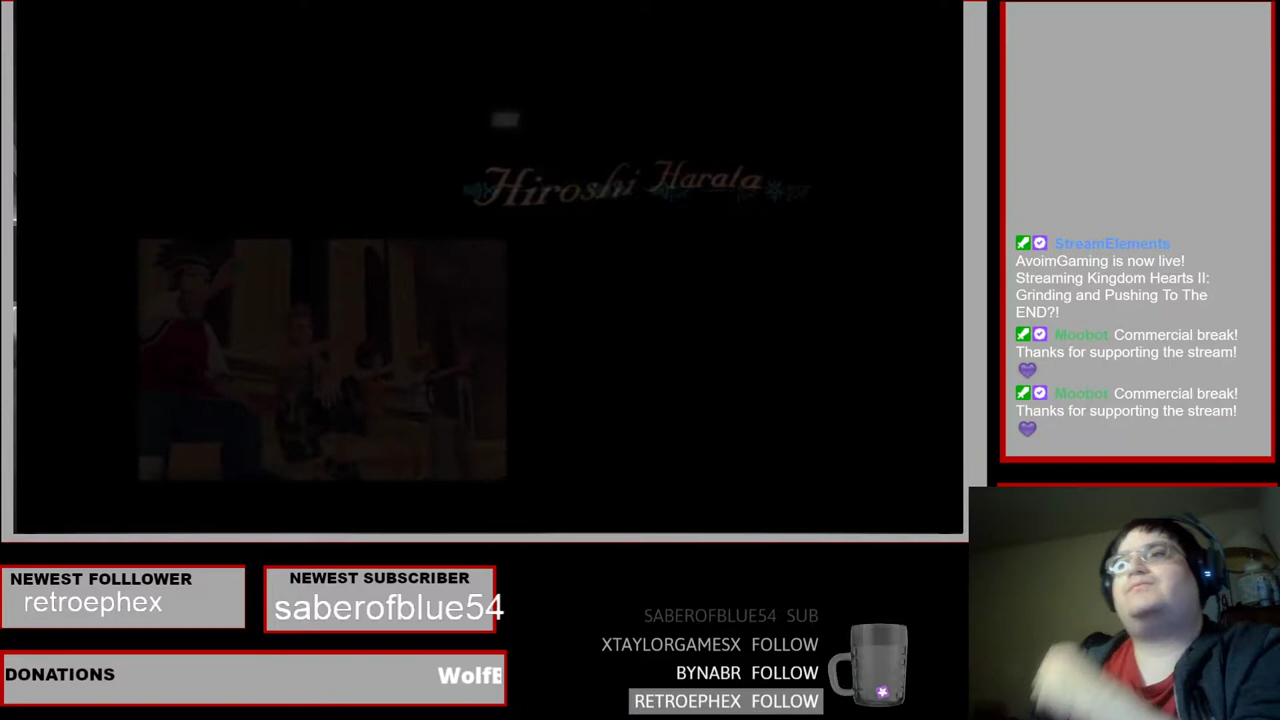 Hiroshi Harata
StreamElements
AvoimGaming is now live!
Streaming Kingdom Hearts II:
Grinding and Pushing To The
END?!
Moobot Commercial break!
Thanks for supporting the stream!
Moobot Commercial break!
Thanks for supporting the stream!
NEWEST FOLLLOWER
retroephex
NEWEST SUBSCRIBER
saberofblue54
DONATIONS
SABEROFBLUE54 SUB
XTAYLORGAMESX FOLLOW
BYNABR FOLLOW
RETROEPHEX FOLLOW